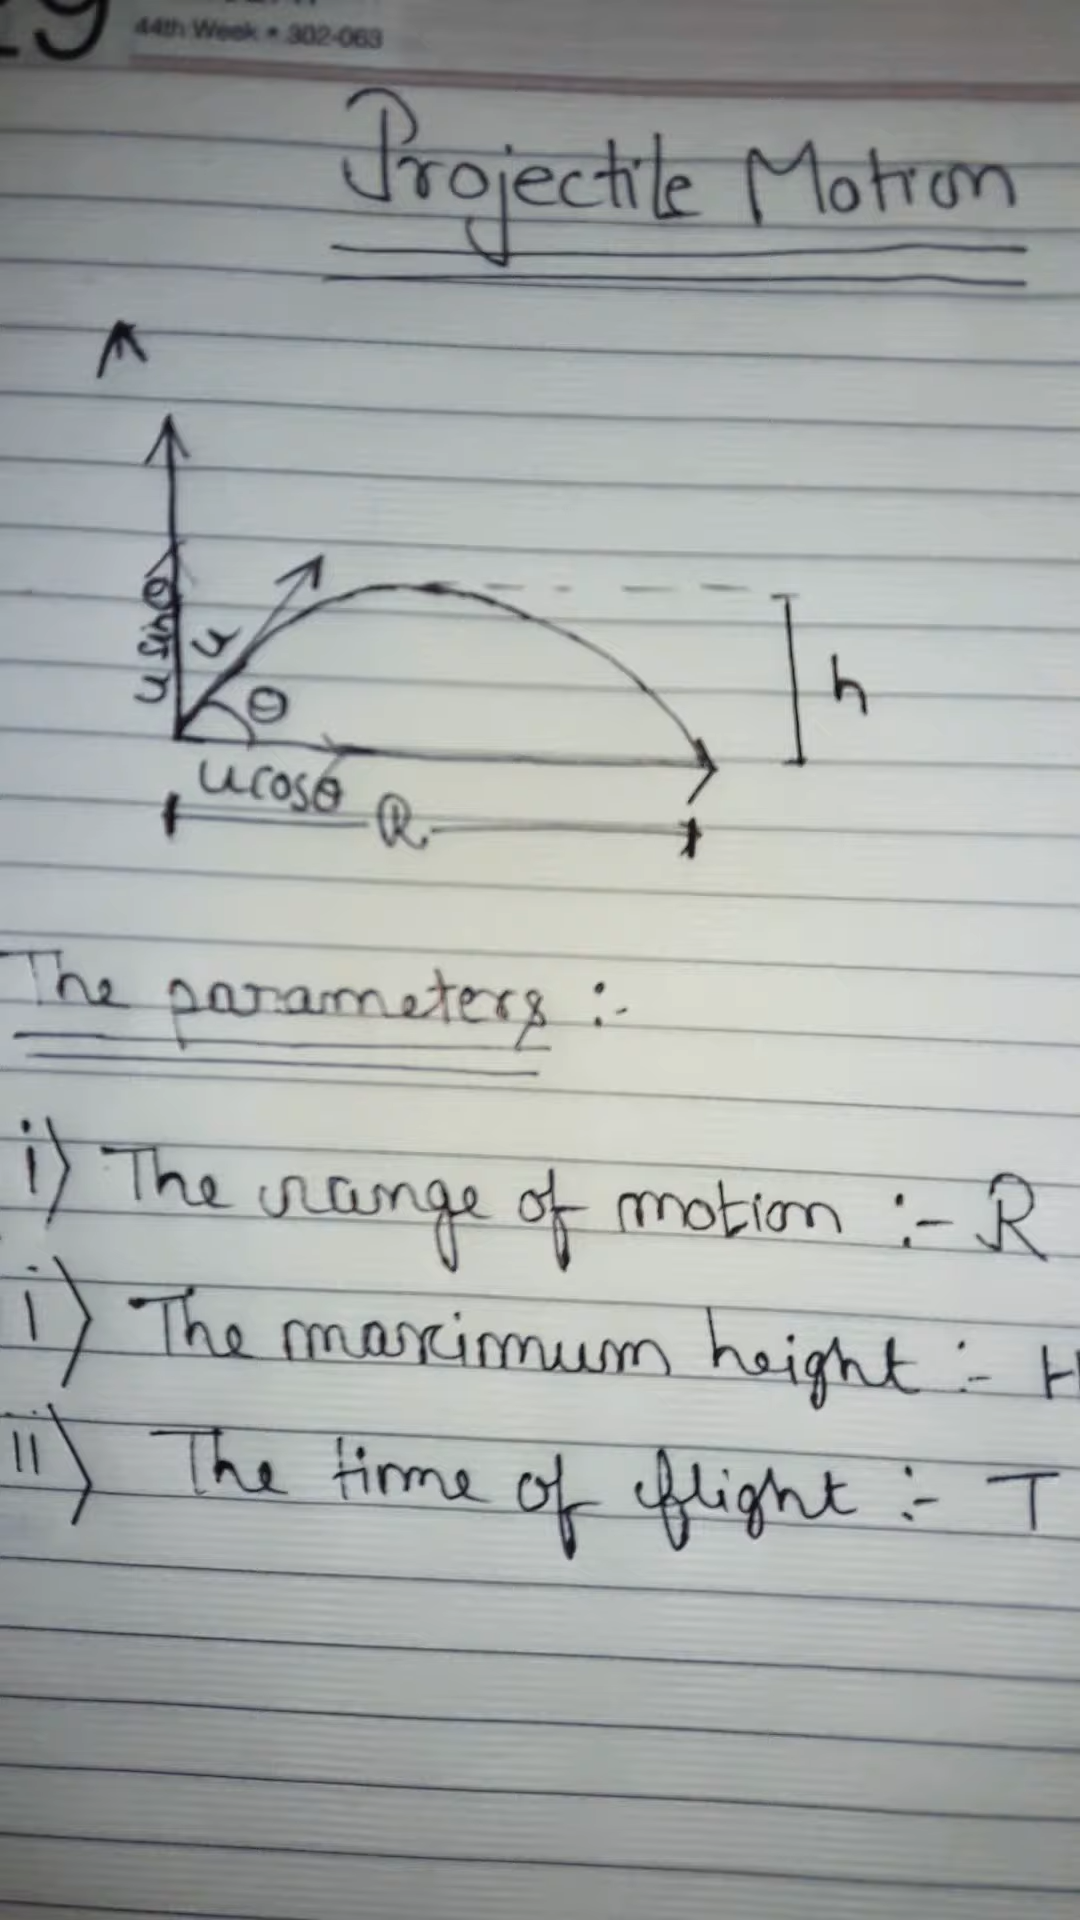 44th Week • 302-063
Projectile Motion
u sinθ
u
θ
h
u cosθ
R
The parameters :-
i) The range of motion :- R
i) The maximum height :- H
ii) The time of flight :- T